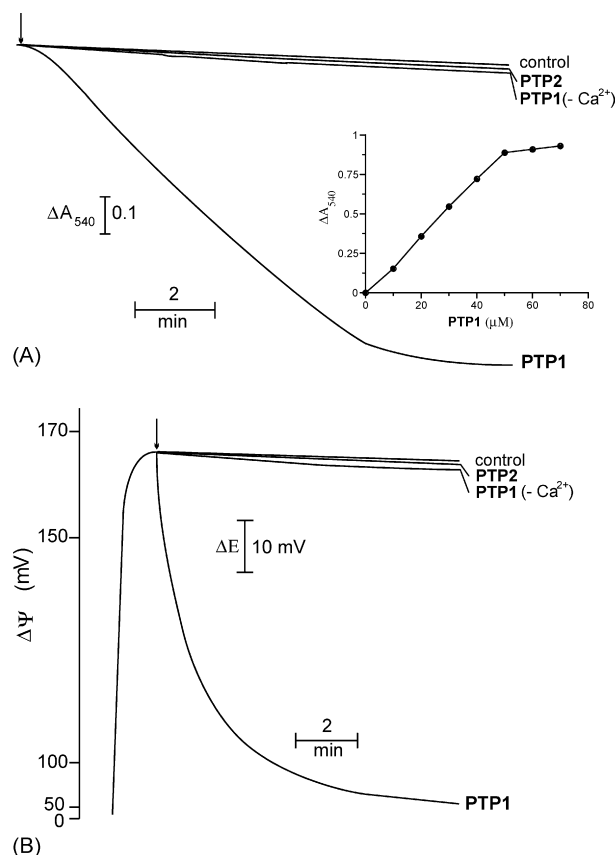 control
PTP2
PTP1 (- Ca²⁺)
1
0.75
0.5
0.25
0
ΔA540
0 20 40 60 80
PTP1 (µM)
ΔA540 0.1
2
min
PTP1
(A)
170
150
100
50
0
ΔΨ (mV)
control
PTP2
PTP1 (- Ca²⁺)
ΔE 10 mV
2
min
PTP1
(B)